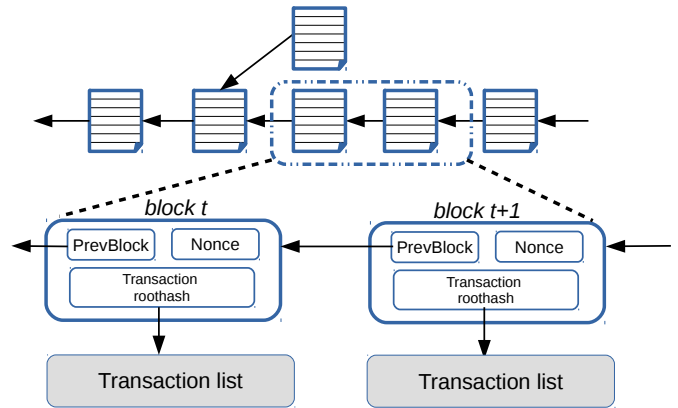 block t
block t+1
PrevBlock
Nonce
PrevBlock
Nonce
Transaction
roothash
Transaction
roothash
Transaction list
Transaction list